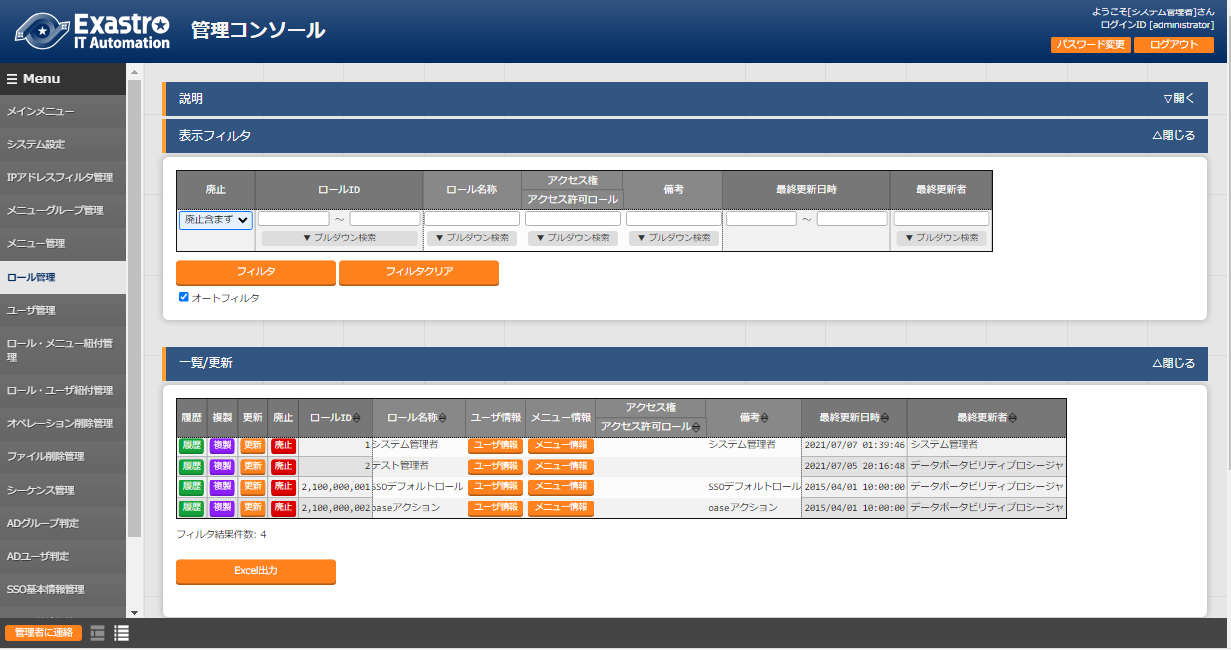 Exastro
IT Automation
管理コンソール
ようこそ[システム管理者]さん
ログインID [administrator]
パスワード変更 ログアウト
☰ Menu
メインメニュー
システム設定
IPアドレスフィルタ管理
メニューグループ管理
メニュー管理
ロール管理
ユーザ管理
ロール・メニュー紐付管
理
ロール・ユーザ紐付管理
オペレーション削除管理
ファイル削除管理
シーケンス管理
ADグループ判定
ADユーザ判定
SSO基本情報管理
説明 ▽開く
表示フィルタ △閉じる
廃止 ロールID ロール名称 アクセス権 備考 最終更新日時 最終更新者
アクセス許可ロール
廃止含まず ～ ～
▼ プルダウン検索 ▼ プルダウン検索 ▼ プルダウン検索 ▼ プルダウン検索 ▼ プルダウン検索
フィルタ フィルタクリア
オートフィルタ
一覧/更新 △閉じる
履歴 複製 更新 廃止 ロールID ロール名称 ユーザ情報 メニュー情報 アクセス権 備考 最終更新日時 最終更新者
アクセス許可ロール
履歴 複製 更新 廃止 1 システム管理者 ユーザ情報 メニュー情報 システム管理者 2021/07/07 01:39:46 システム管理者
履歴 複製 更新 廃止 2 テスト管理者 ユーザ情報 メニュー情報 2021/07/05 20:16:48 データポータビリティプロシージャ
履歴 複製 更新 廃止 2,100,000,001 SSOデフォルトロール ユーザ情報 メニュー情報 SSOデフォルトロール 2015/04/01 10:00:00 データポータビリティプロシージャ
履歴 複製 更新 廃止 2,100,000,002 oaseアクション ユーザ情報 メニュー情報 oaseアクション 2015/04/01 10:00:00 データポータビリティプロシージャ
フィルタ結果件数: 4
Excel出力
管理者に連絡